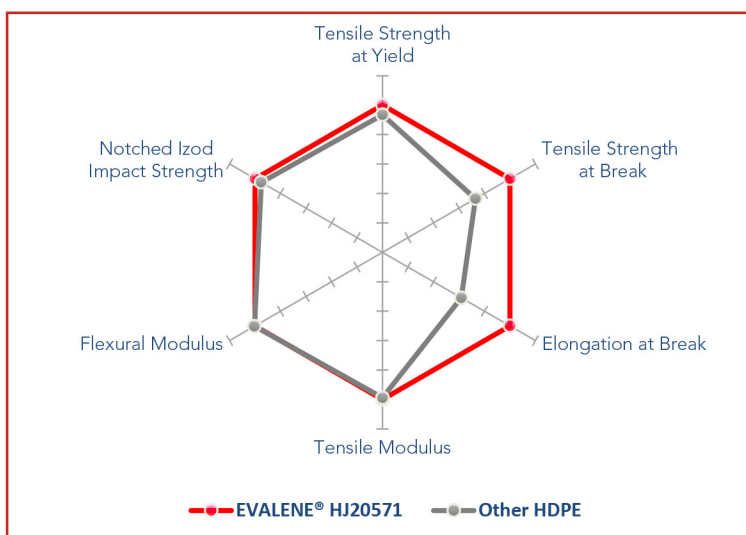 Tensile Strength
at Yield
Notched Izod
Impact Strength
Tensile Strength
at Break
Flexural Modulus
Elongation at Break
Tensile Modulus
EVALENE® HJ20571
Other HDPE